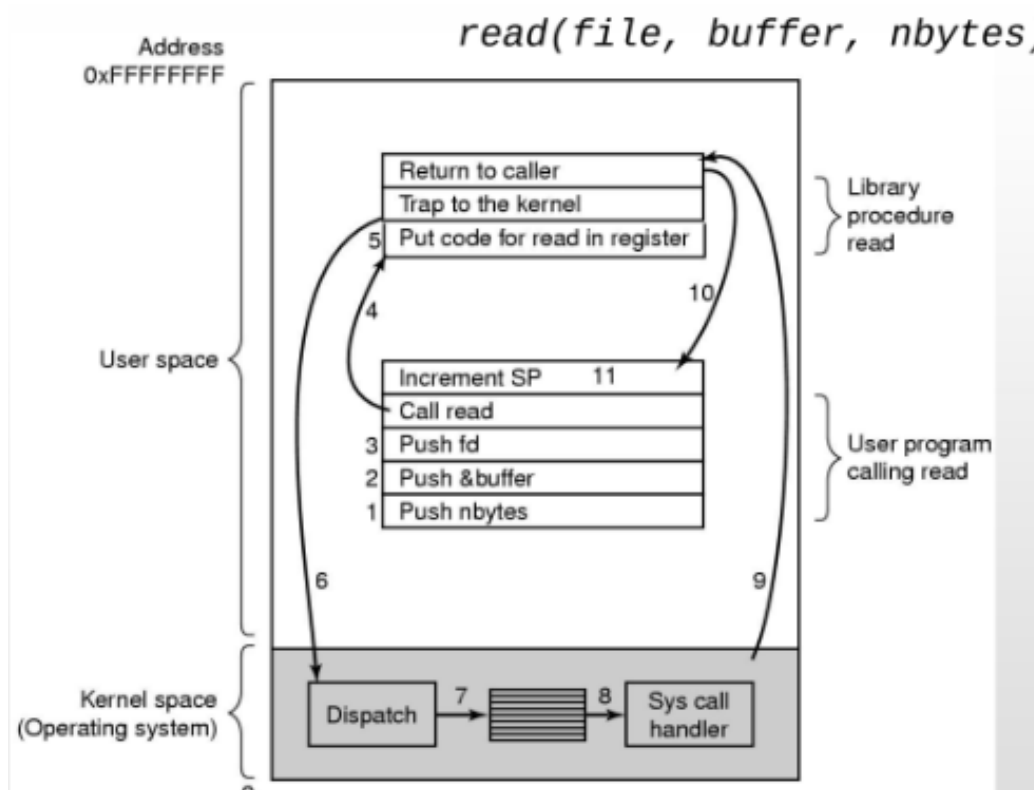 read(file, buffer, nbytes)
Address
0xFFFFFFFF
Return to caller
Trap to the kernel
5 Put code for read in register
Library
procedure
read
4
10
User space
Increment SP 11
Call read
3 Push fd
2 Push &buffer
1 Push nbytes
User program
calling read
6
9
Kernel space
(Operating system)
Dispatch
7
8
Sys call
handler